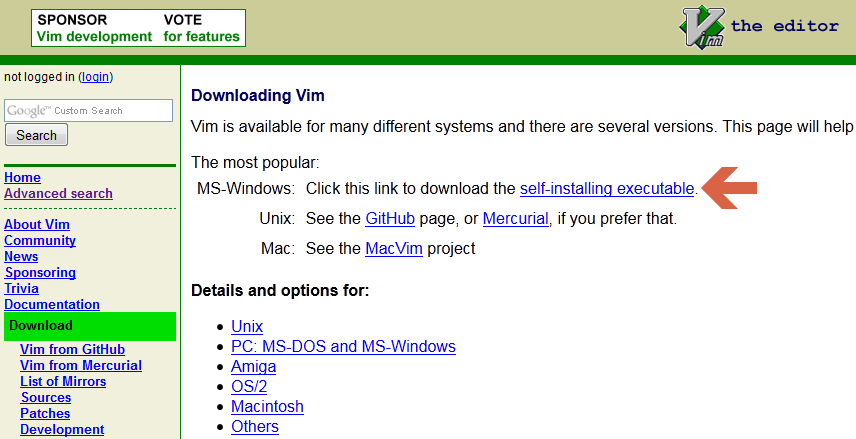 SPONSOR VOTE
Vim development for features
Vim the editor
not logged in (login)
Google™ Custom Search
Search
Home
Advanced search
About Vim
Community
News
Sponsoring
Trivia
Documentation
Download
Vim from GitHub
Vim from Mercurial
List of Mirrors
Sources
Patches
Development
Downloading Vim
Vim is available for many different systems and there are several versions. This page will help
The most popular:
MS-Windows: Click this link to download the self-installing executable.
Unix: See the GitHub page, or Mercurial, if you prefer that.
Mac: See the MacVim project
Details and options for:
• Unix
• PC: MS-DOS and MS-Windows
• Amiga
• OS/2
• Macintosh
• Others